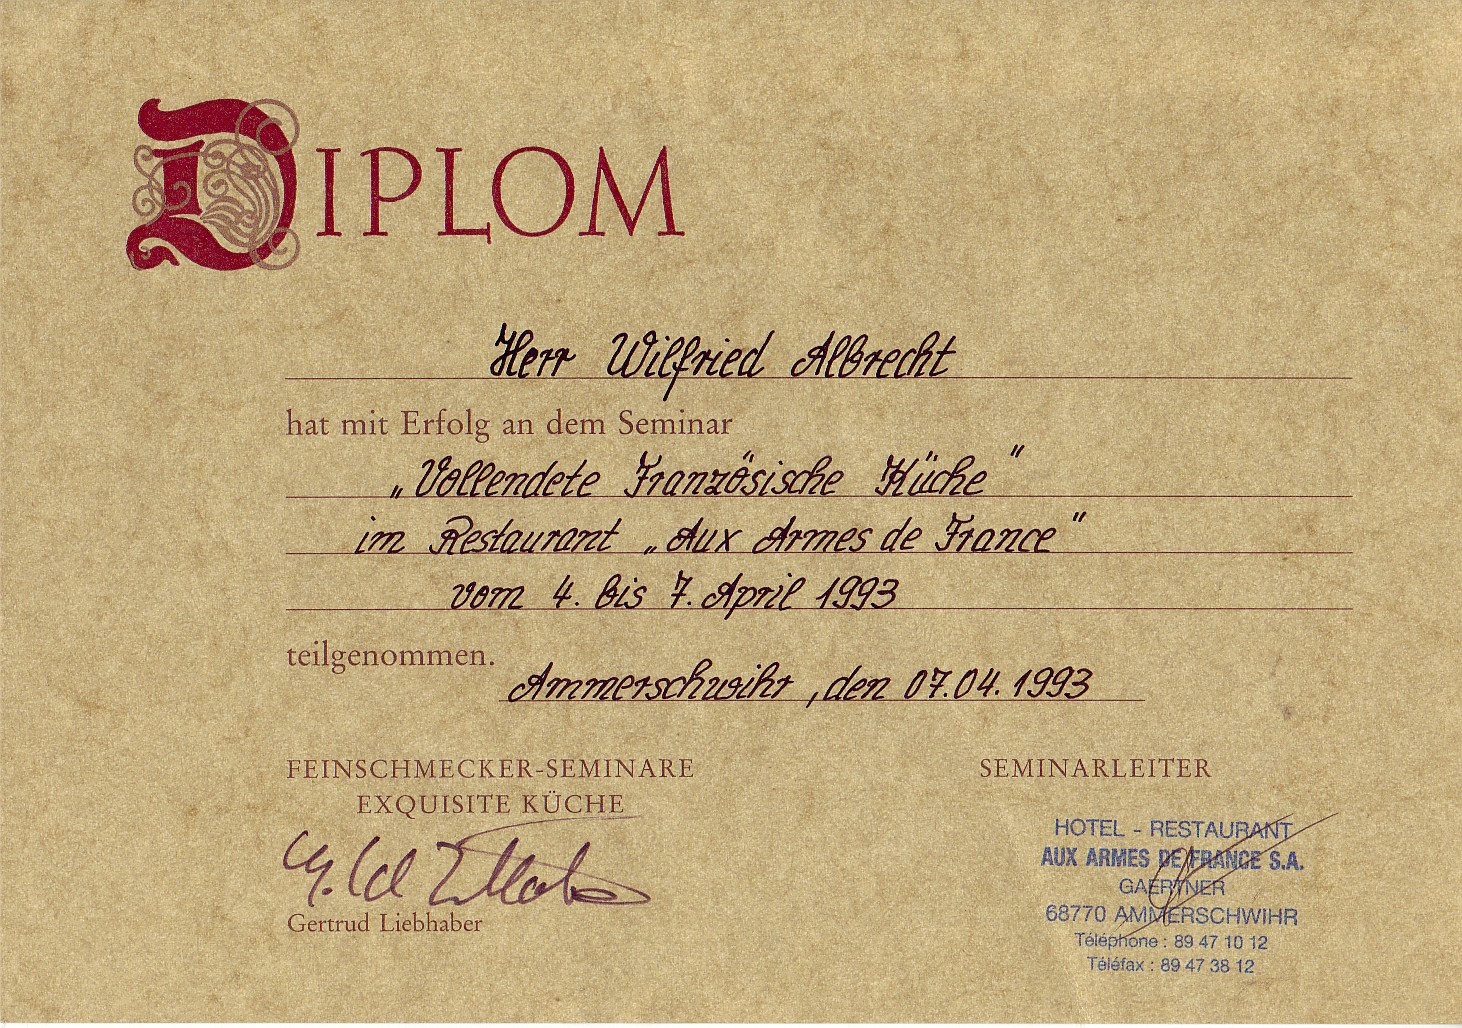 DIPLOM
Herr Wilfried Albrecht
hat mit Erfolg an dem Seminar
„Vollendete Französische Küche"
im Restaurant „Aux Armes de France"
vom 4. bis 7. April 1993
teilgenommen.
Ammerschwihr, den 07.04.1993
FEINSCHMECKER-SEMINARE
EXQUISITE KÜCHE
Gertrud Liebhaber
SEMINARLEITER
HOTEL - RESTAURANT
AUX ARMES DE FRANCE S.A.
GAERTNER
68770 AMMERSCHWIHR
Téléphone : 89 47 10 12
Téléfax : 89 47 38 12